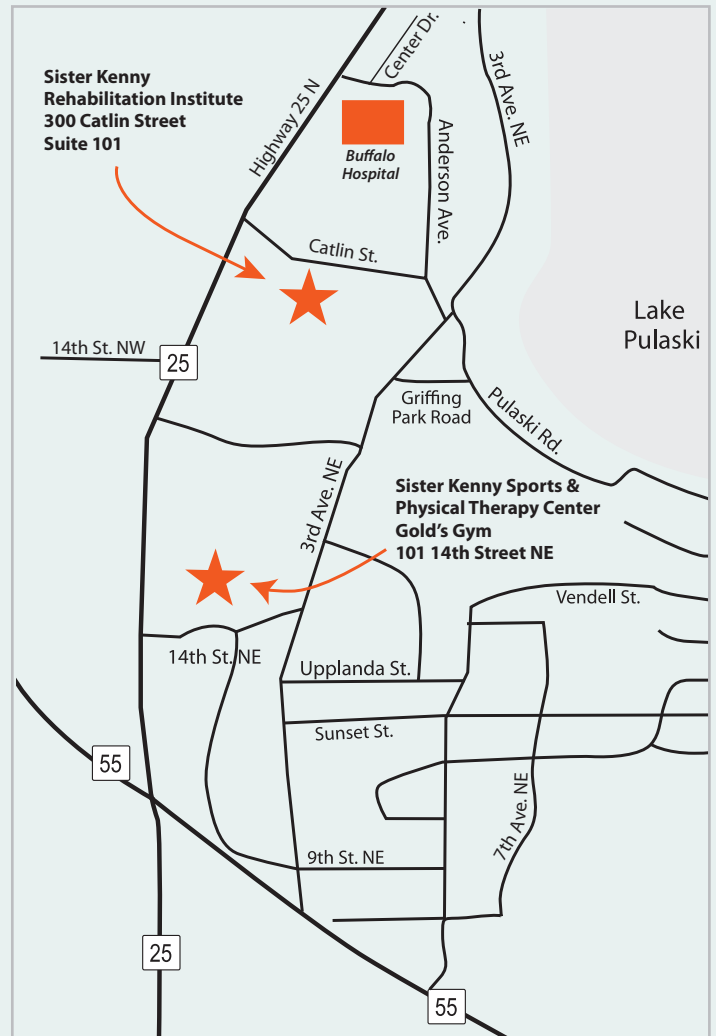 Center Dr.
3rd Ave. NE
Sister Kenny
Rehabilitation Institute
300 Catlin Street
Suite 101
Highway 25 N
Anderson Ave.
Buffalo
Hospital
Catlin St.
Lake
Pulaski
14th St. NW
25
Griffing
Park Road
Pulaski Rd.
3rd Ave. NE
Sister Kenny Sports &
Physical Therapy Center
Gold's Gym
101 14th Street NE
Vendell St.
14th St. NE
Upplanda St.
Sunset St.
55
7th Ave. NE
9th St. NE
25
55